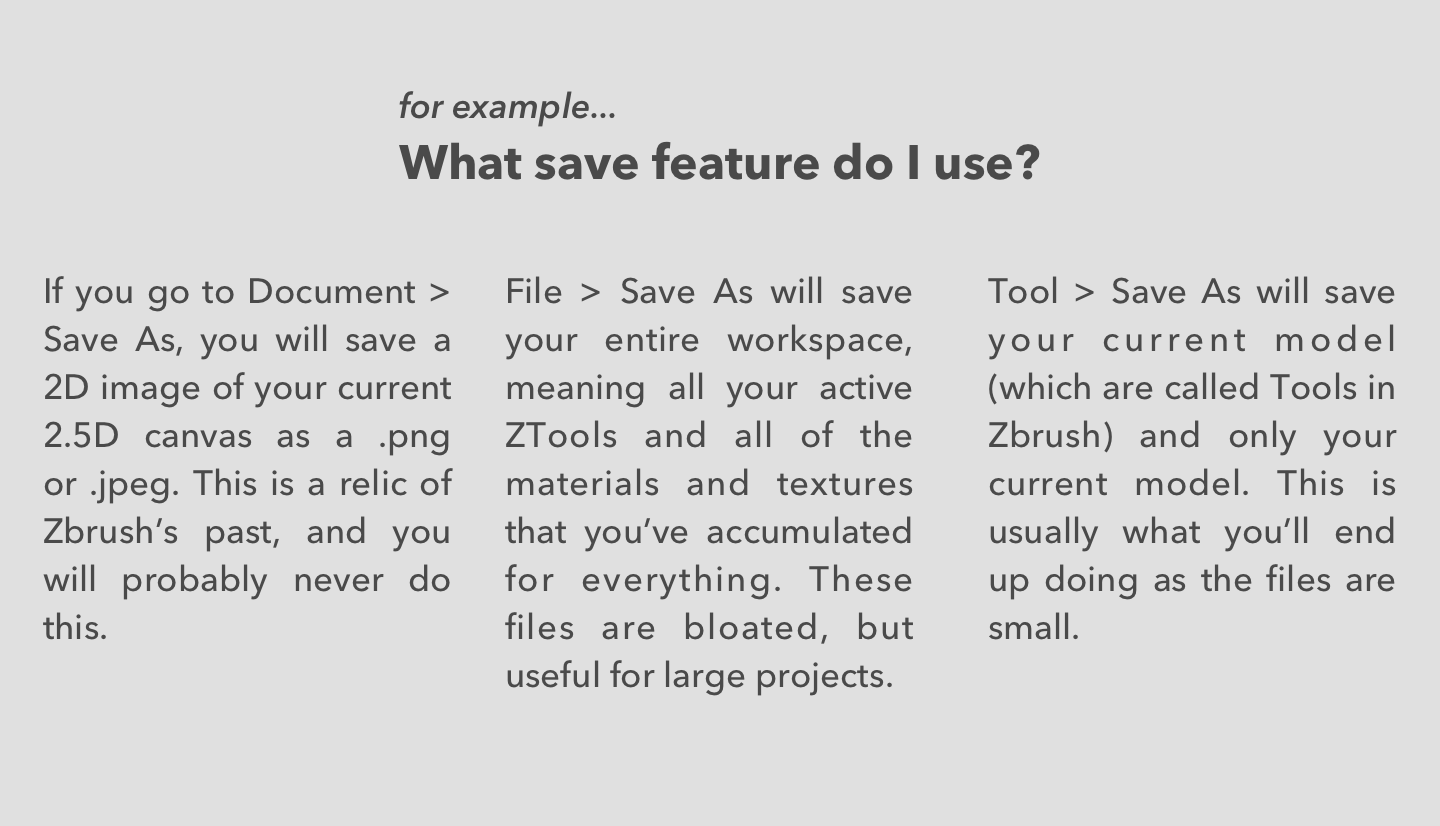 for example...
What save feature do I use?
If you go to Document >
Save As, you will save a
2D image of your current
2.5D canvas as a .png
or .jpeg. This is a relic of
Zbrush‘s past, and you
will probably never do
this.
File > Save As will save
your entire workspace,
meaning all your active
ZTools and all of the
materials and textures
that you’ve accumulated
for everything. These
files are bloated, but
useful for large projects.
Tool > Save As will save
your current model
(which are called Tools in
Zbrush) and only your
current model. This is
usually what you’ll end
up doing as the files are
small.